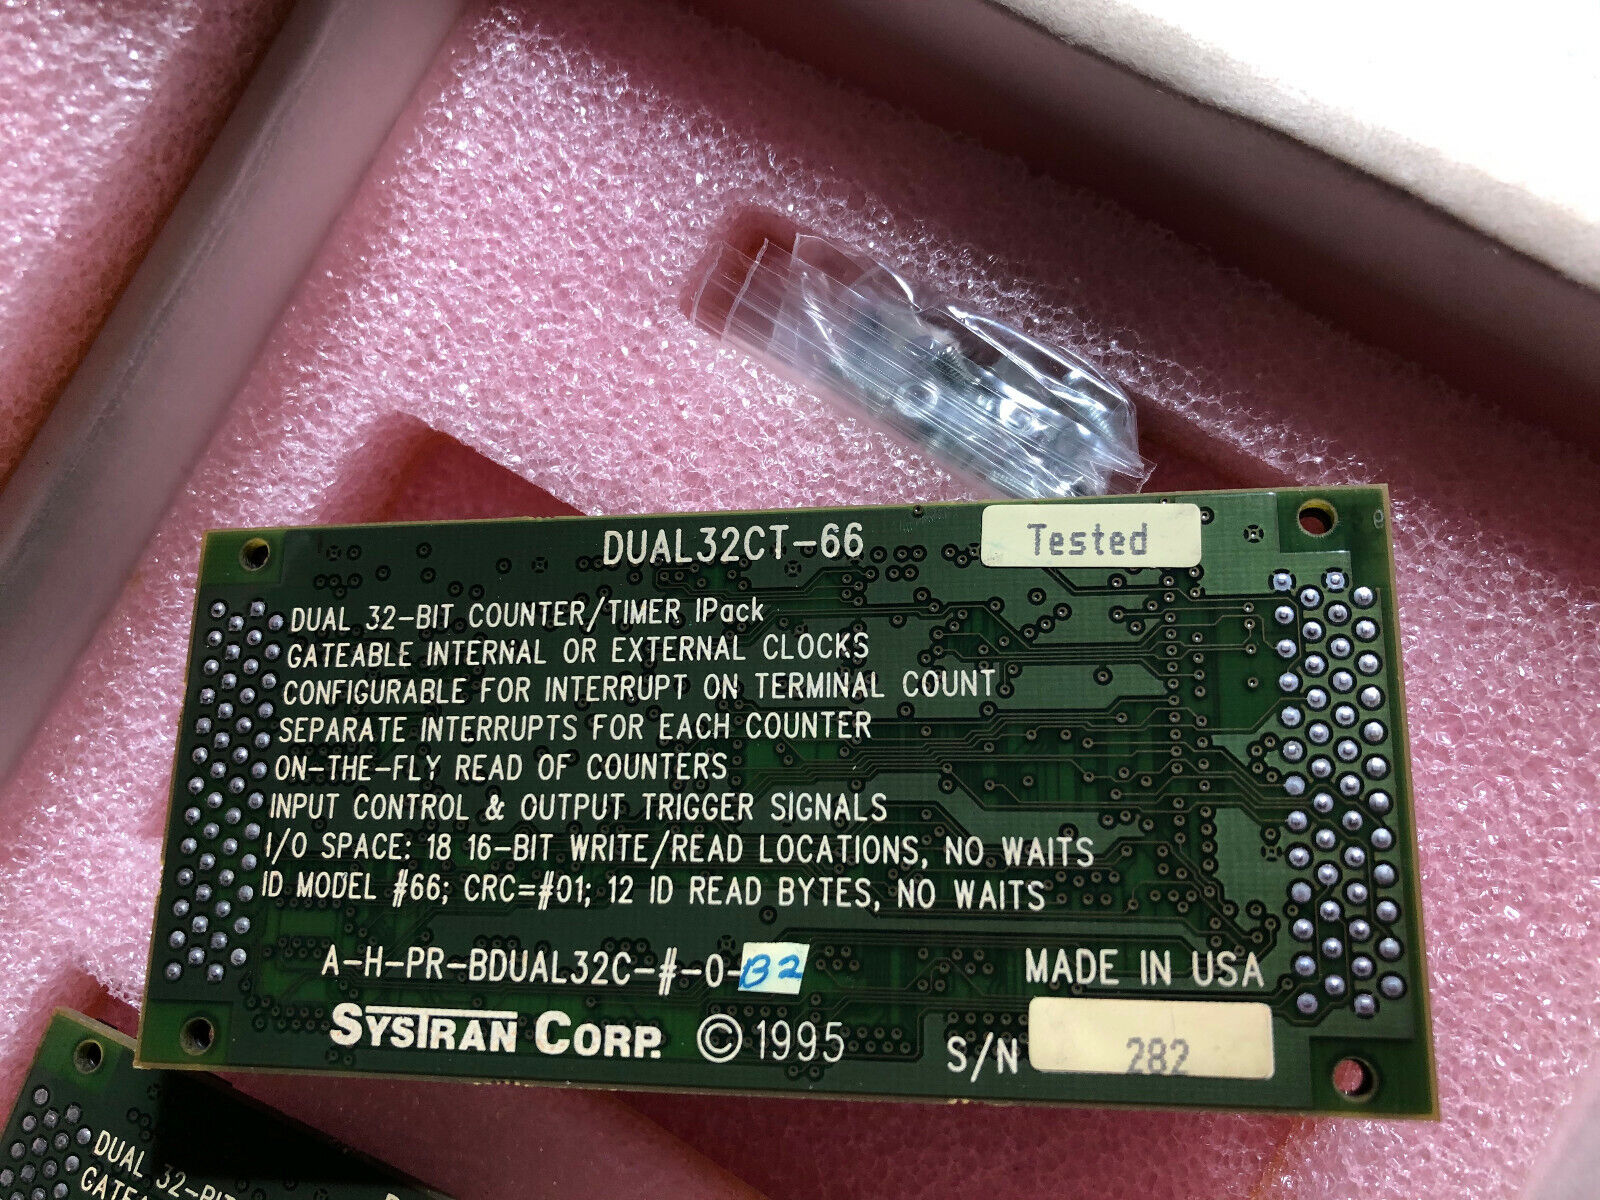 DUAL32CT-66
Tested
DUAL 32-BIT COUNTER/TIMER IPack
GATEABLE INTERNAL OR EXTERNAL CLOCKS
CONFIGURABLE FOR INTERRUPT ON TERMINAL COUNT
SEPARATE INTERRUPTS FOR EACH COUNTER
ON-THE-FLY READ OF COUNTERS
INPUT CONTROL & OUTPUT TRIGGER SIGNALS
I/O SPACE: 18 16-BIT WRITE/READ LOCATIONS, NO WAITS
ID MODEL #66; CRC=#01; 12 ID READ BYTES, NO WAITS
A-H-PR-BDUAL32C-#-0-B2
MADE IN USA
SYSTRAN CORP. © 1995
S/N 282
DUAL 32-BIT